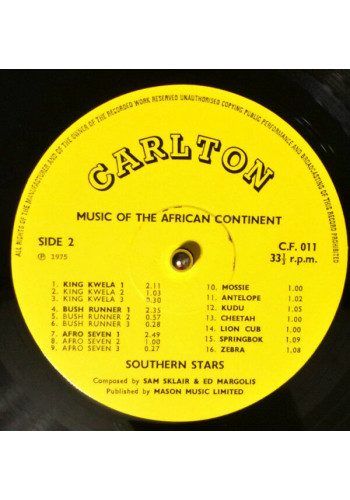 ALL RIGHTS OF THE MANUFACTURER AND OF THE OWNER OF THE RECORDED WORK RESERVED UNAUTHORISED COPYING PUBLIC PERFORMANCE AND BROADCASTING OF THIS RECORD PROHIBITED
CARLTON
MUSIC OF THE AFRICAN CONTINENT
SIDE 2
℗ 1975
C.F. 011
33⅓ r.p.m.
1. KING KWELA 1 2.11
2. KING KWELA 2 1.03
3. KING KWELA 3 0.30
4. BUSH RUNNER 1 2.35
5. BUSH RUNNER 2 0.57
6. BUSH RUNNER 3 0.28
7. AFRO SEVEN 1 2.49
8. AFRO SEVEN 2 1.00
9. AFRO SEVEN 3 0.27
10. MOSSIE 1.00
11. ANTELOPE 1.02
12. KUDU 1.05
13. CHEETAH 1.00
14. LION CUB 1.00
15. SPRINGBOK 1.09
16. ZEBRA 1.08
SOUTHERN STARS
Composed by SAM SKLAIR & ED MARGOLIS
Published by MASON MUSIC LIMITED